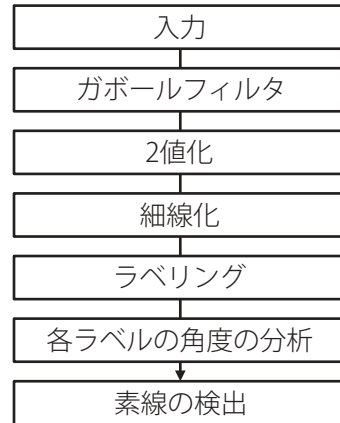 入力
ガボールフィルタ
2値化
細線化
ラベリング
各ラベルの角度の分析
素線の検出